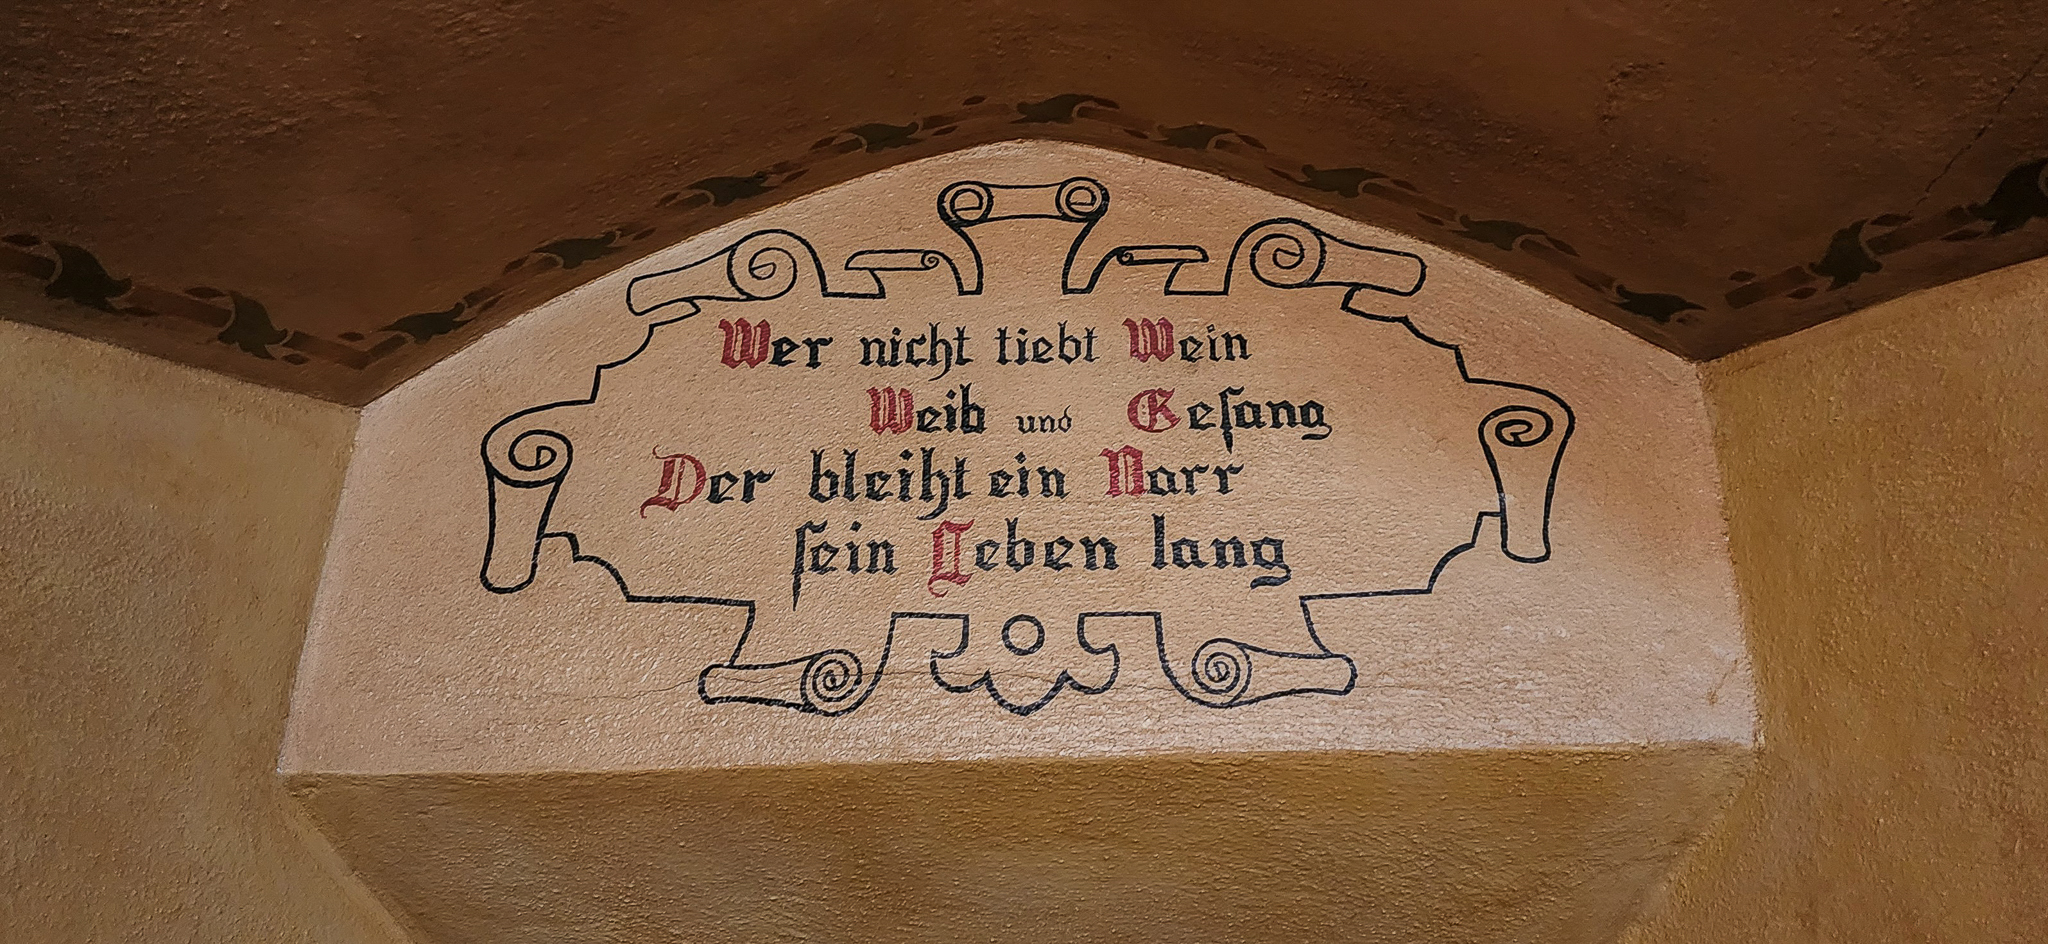 Wer nicht tiebt Wein
Weib und Geſang
Der bleiht ein Narr
ſein Leben lang